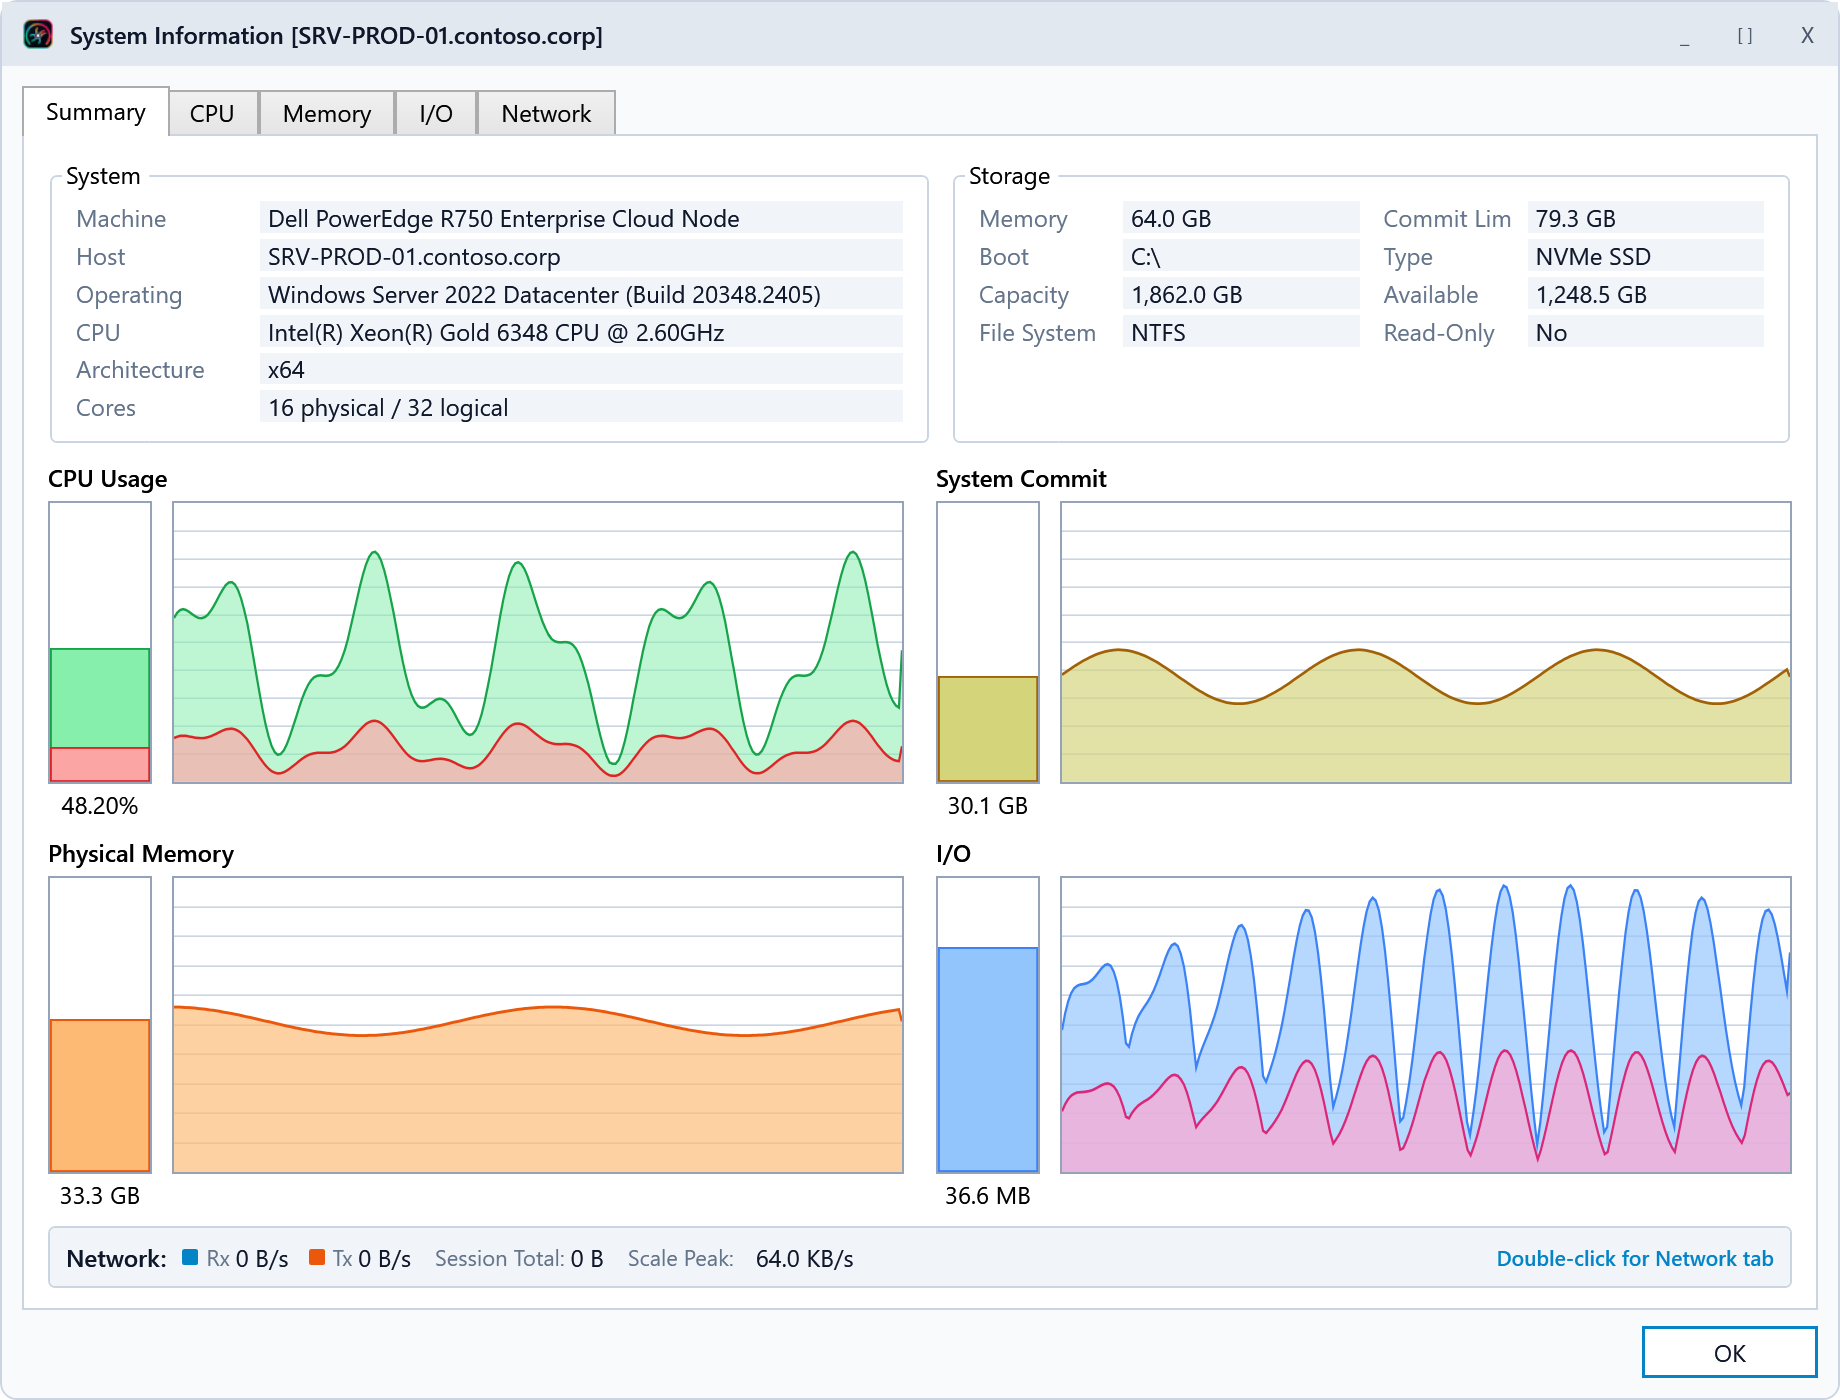 System Information [SRV-PROD-01.contoso.corp]
_ [ ] X
Summary CPU Memory I/O Network
System
Machine Dell PowerEdge R750 Enterprise Cloud Node
Host SRV-PROD-01.contoso.corp
Operating Windows Server 2022 Datacenter (Build 20348.2405)
CPU Intel(R) Xeon(R) Gold 6348 CPU @ 2.60GHz
Architecture x64
Cores 16 physical / 32 logical
Storage
Memory 64.0 GB Commit Lim 79.3 GB
Boot C:\ Type NVMe SSD
Capacity 1,862.0 GB Available 1,248.5 GB
File System NTFS Read-Only No
CPU Usage
48.20%
System Commit
30.1 GB
Physical Memory
33.3 GB
I/O
36.6 MB
Network: Rx 0 B/s Tx 0 B/s Session Total: 0 B Scale Peak: 64.0 KB/s Double-click for Network tab
OK